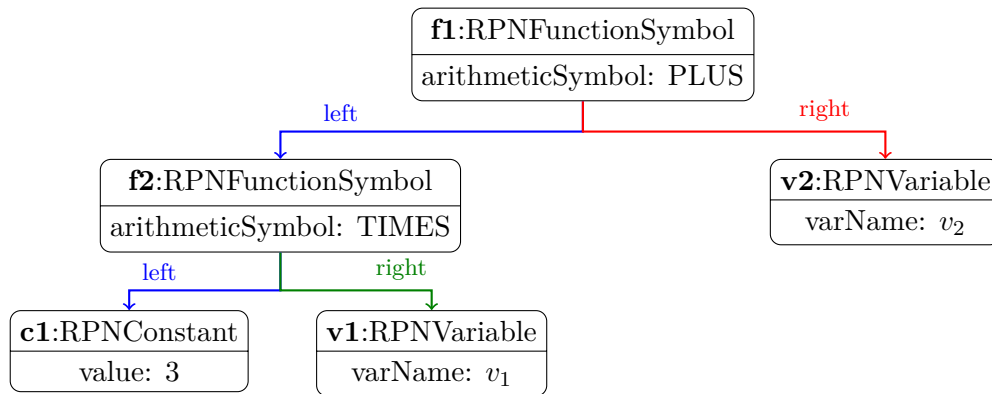 f1:RPNFunctionSymbol
arithmeticSymbol: PLUS
left
right
f2:RPNFunctionSymbol
arithmeticSymbol: TIMES
v2:RPNVariable
varName: v₂
left
right
c1:RPNConstant
value: 3
v1:RPNVariable
varName: v₁